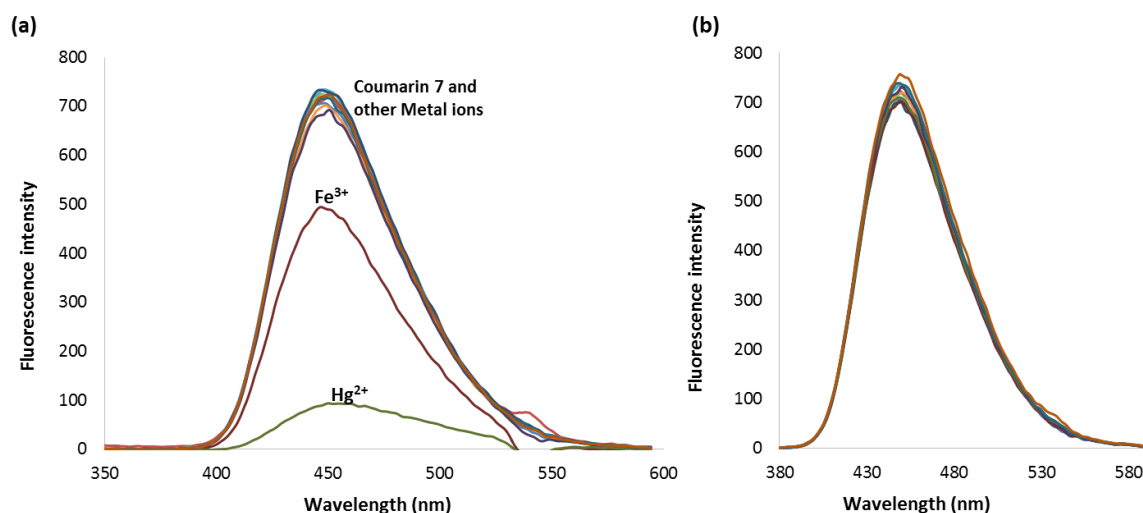 (a)
800
700
600
500
400
300
200
100
0
Fluorescence intensity
Coumarin 7 and
other Metal ions
Fe³⁺
Hg²⁺
350 400 450 500 550 600
Wavelength (nm)
(b)
800
700
600
500
400
300
200
100
0
Fluorescence intensity
380 430 480 530 580
Wavelength (nm)